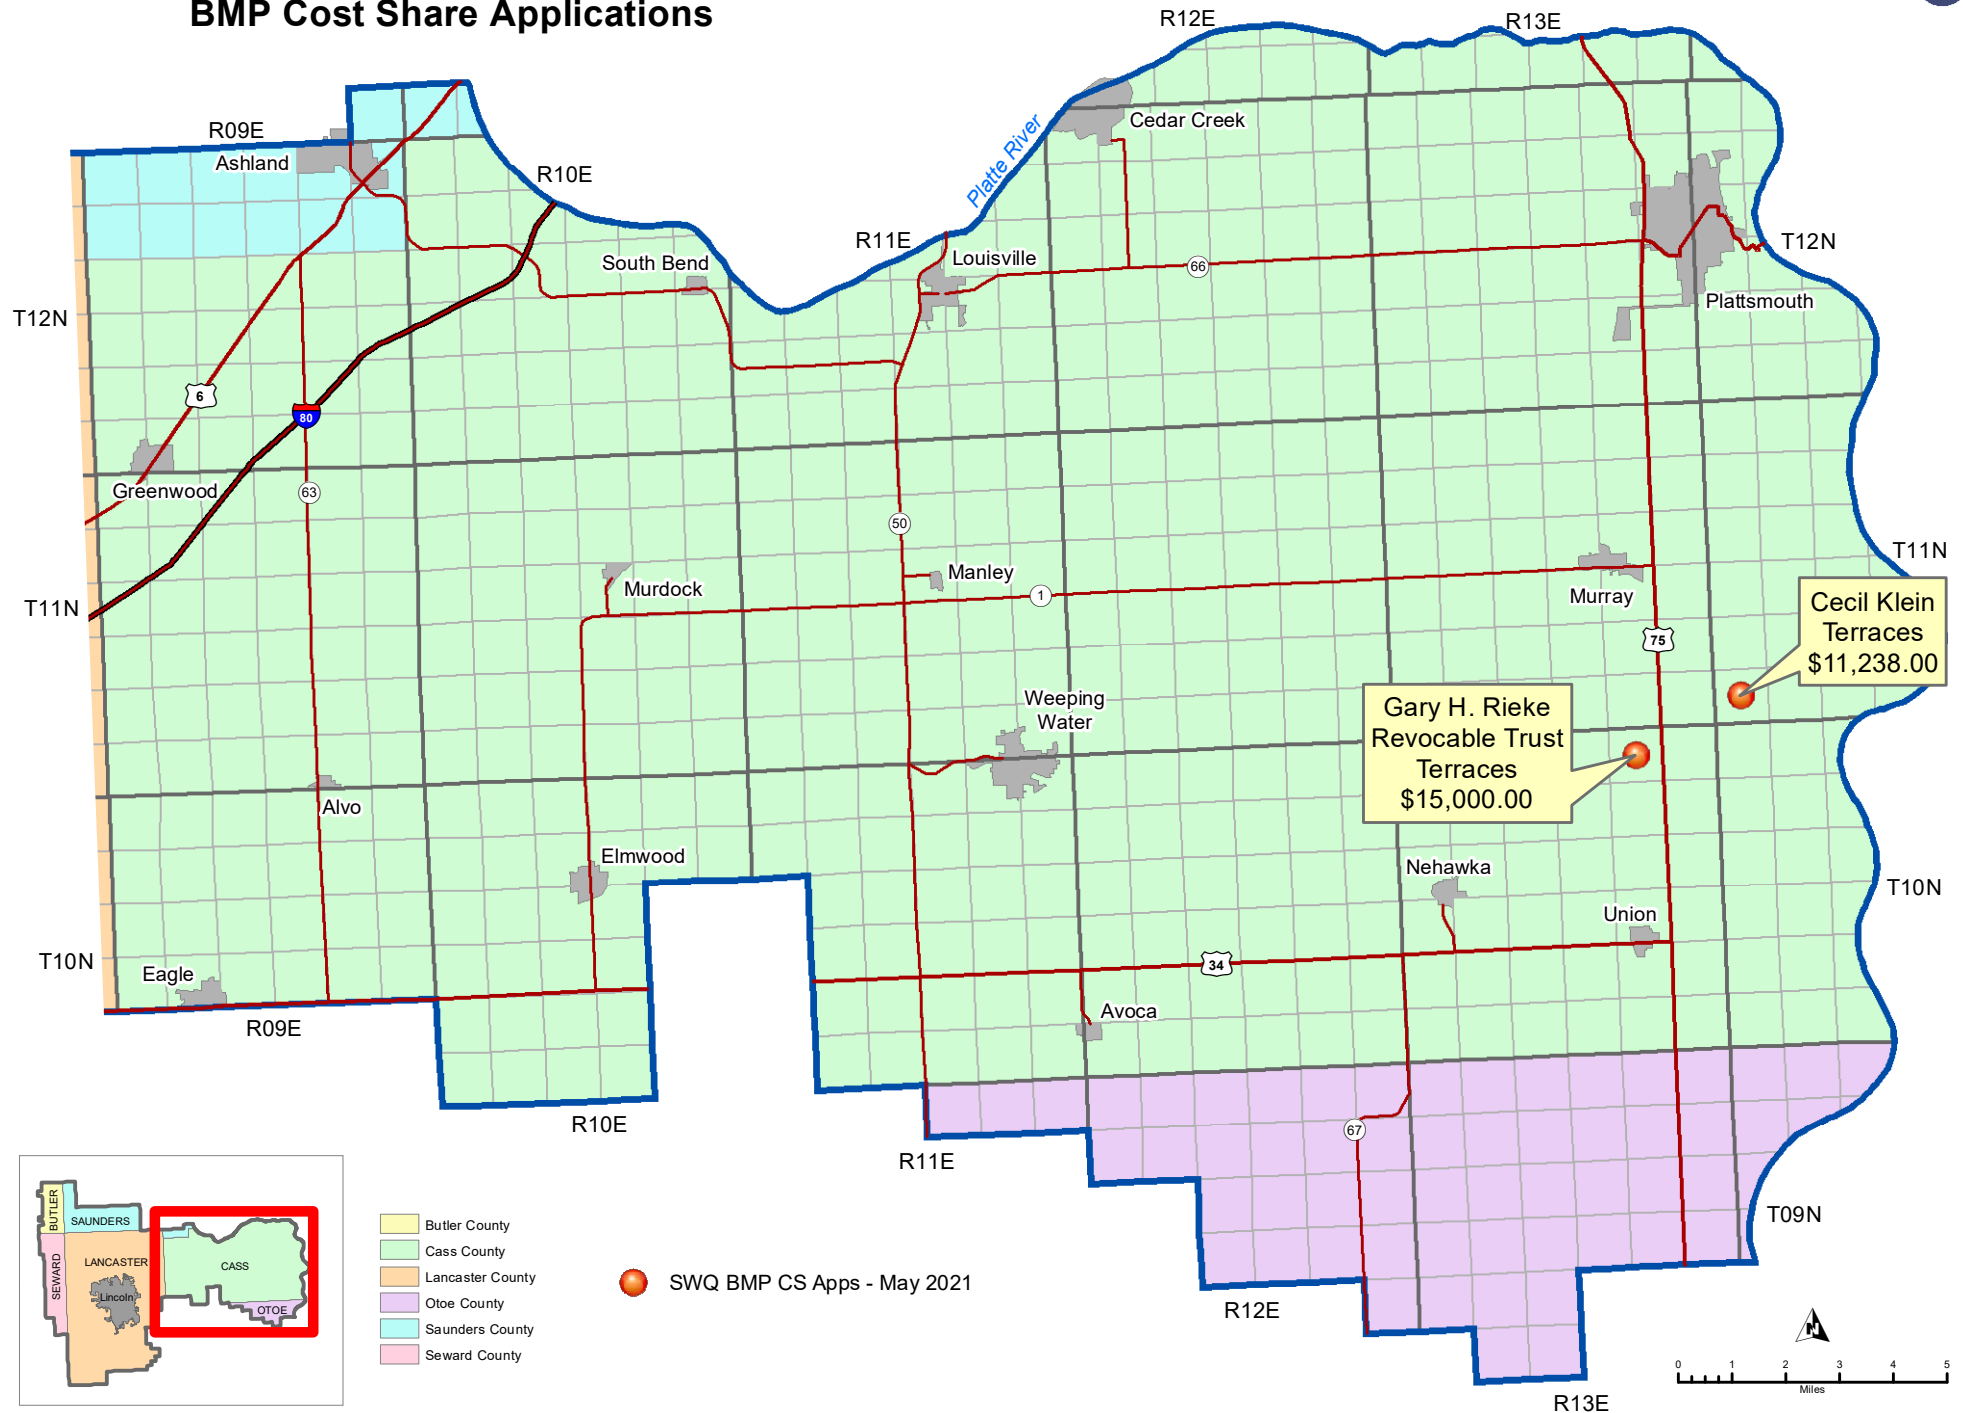 BMP Cost Share Applications
R12E
R13E
R09E
Ashland
Cedar Creek
Platte River
R10E
R11E
Louisville
South Bend
66
T12N
Plattsmouth
T12N
6
80
Greenwood
63
50
T11N
Manley
Murdock
1
Murray
T11N
75
Cecil Klein
Terraces
$11,238.00
Weeping
Water
Gary H. Rieke
Revocable Trust
Terraces
$15,000.00
Alvo
Elmwood
Nehawka
T10N
Union
T10N
Eagle
34
Avoca
R09E
R10E
67
R11E
T09N
R12E
R13E
BUTLER
SAUNDERS
SEWARD
LANCASTER
Lincoln
CASS
OTOE
Butler County
Cass County
Lancaster County
Otoe County
Saunders County
Seward County
SWQ BMP CS Apps - May 2021
N
0 1 2 3 4 5
Miles